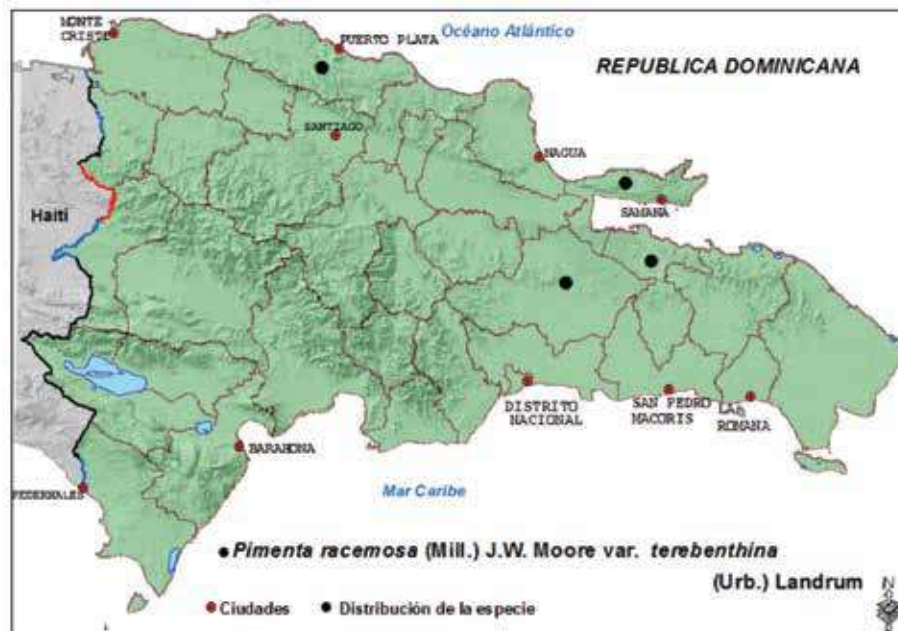 MONTE
CRISTI
PUERTO PLATA
Océano Atlántico
REPUBLICA DOMINICANA
SANTIAGO
NAGUA
SAMANA
Haití
DISTRITO
NACIONAL
SAN PEDRO
MACORIS
LA
ROMANA
BARAHONA
PEDERNALES
Mar Caribe
Pimenta racemosa (Mill.) J.W. Moore var. terebenthina
(Urb.) Landrum
Ciudades
Distribución de la especie